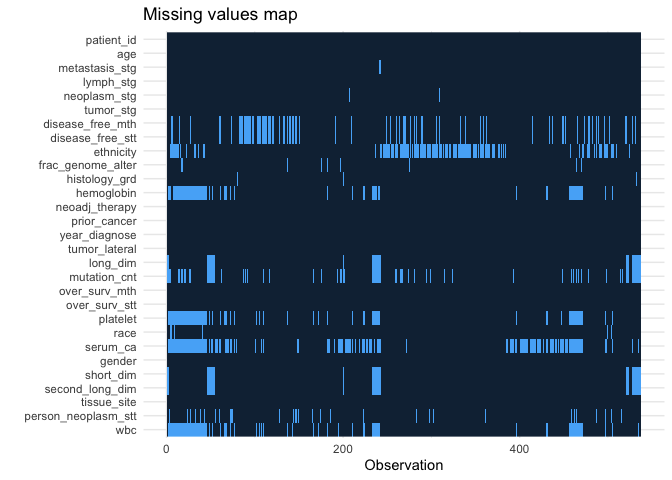 Missing values map
patient_id
age
metastasis_stg
lymph_stg
neoplasm_stg
tumor_stg
disease_free_mth
disease_free_stt
ethnicity
frac_genome_alter
histology_grd
hemoglobin
neoadj_therapy
prior_cancer
year_diagnose
tumor_lateral
long_dim
mutation_cnt
over_surv_mth
over_surv_stt
platelet
race
serum_ca
gender
short_dim
second_long_dim
tissue_site
person_neoplasm_stt
wbc
0 200 400
Observation